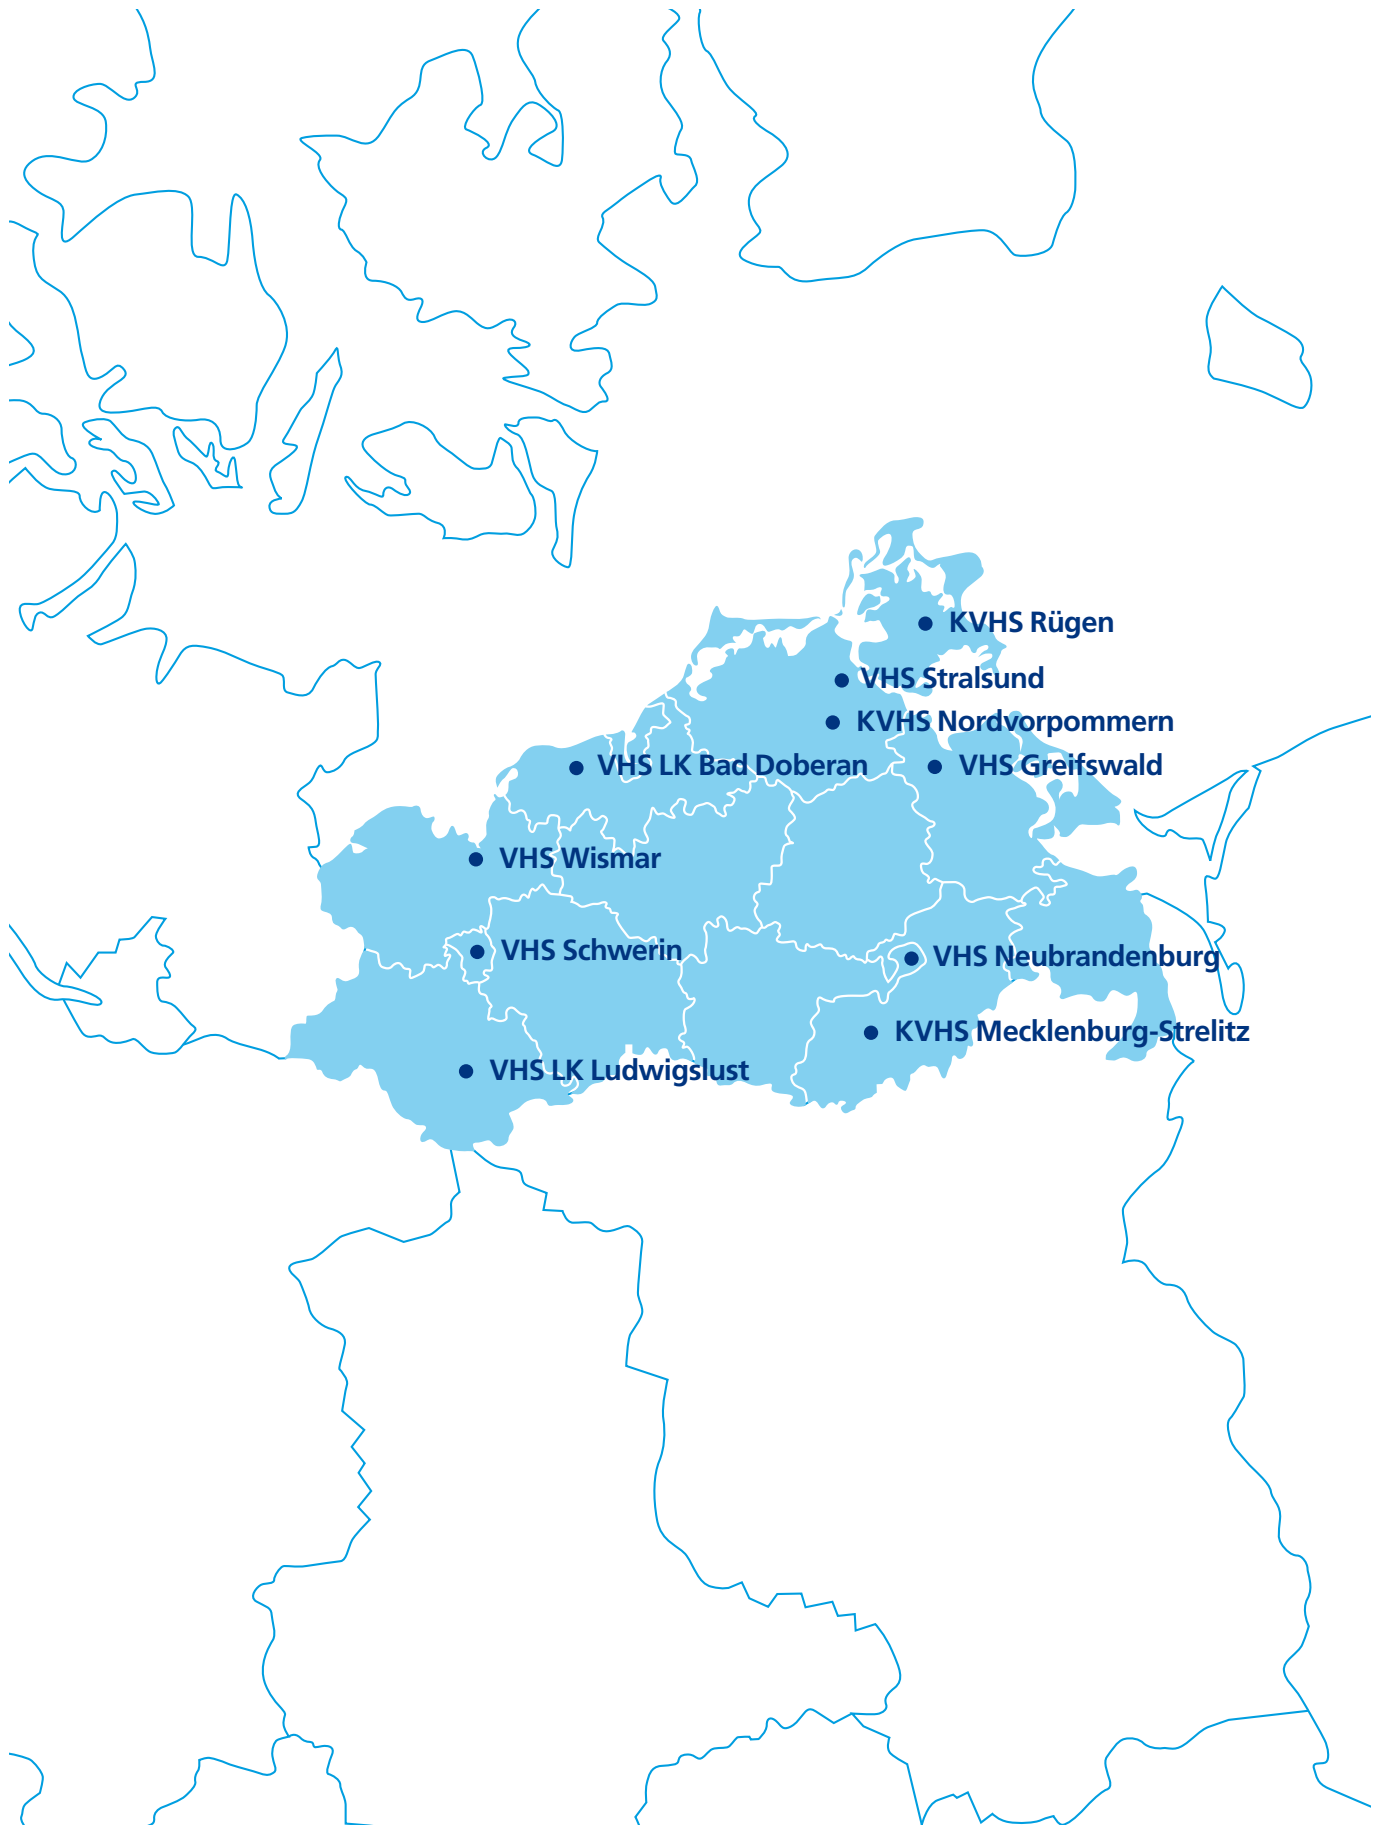 KVHS Rügen
VHS Stralsund
KVHS Nordvorpommern
VHS LK Bad Doberan
VHS Greifswald
VHS Wismar
VHS Schwerin
VHS Neubrandenburg
KVHS Mecklenburg-Strelitz
VHS LK Ludwigslust